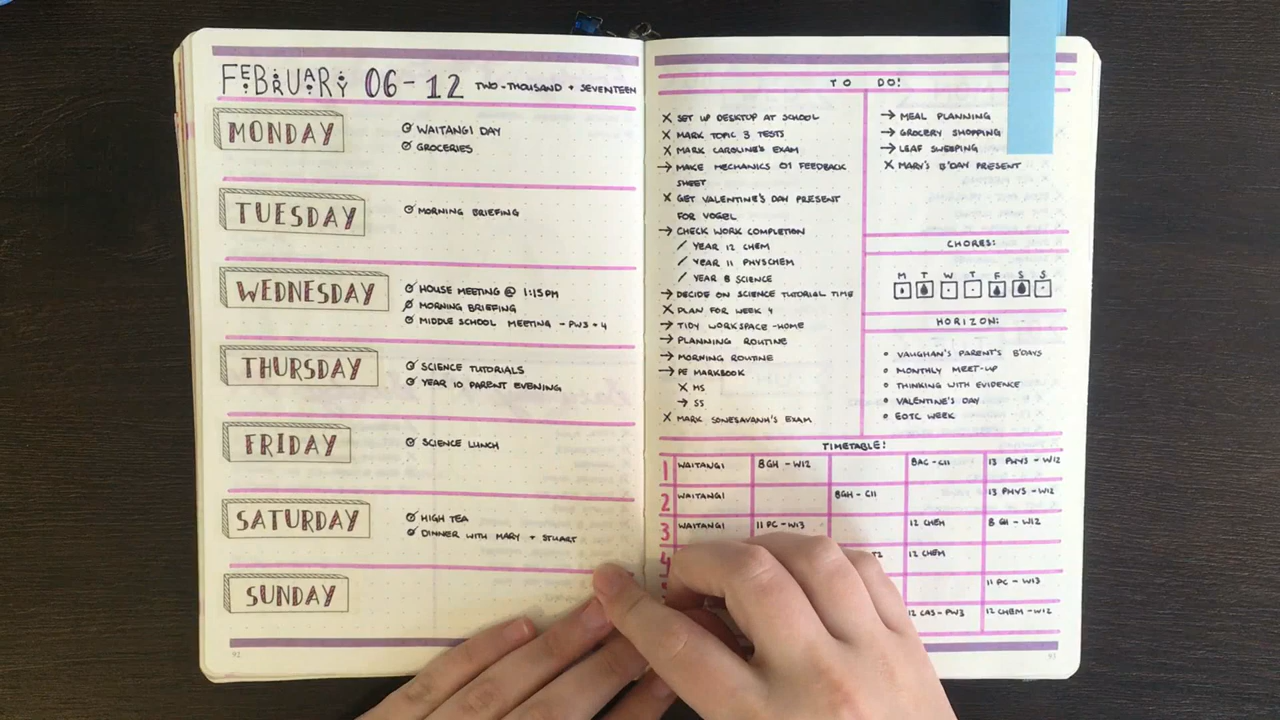 FEBRUARY 06-12 TWO-THOUSAND + SEVENTEEN
MONDAY
WAITANGI DAY
GROCERIES
TUESDAY
MORNING BRIEFING
WEDNESDAY
HOUSE MEETING @ 1:15PM
MORNING BRIEFING
MIDDLE SCHOOL MEETING - PW3 + 4
THURSDAY
SCIENCE TUTORIALS
YEAR 10 PARENT EVENING
FRIDAY
SCIENCE LUNCH
SATURDAY
HIGH TEA
DINNER WITH MARY + STUART
SUNDAY
92
TO DO!
X SET UP DESKTOP AT SCHOOL
X MARK TOPIC 3 TESTS
X MARK CAROLINE'S EXAM
→ MAKE MECHANICS 01 FEEDBACK
SHEET
X GET VALENTINE'S DAY PRESENT
FOR VOGEL
→ CHECK WORK COMPLETION
/ YEAR 12 CHEM
/ YEAR 11 PHYSCHEM
/ YEAR 8 SCIENCE
→ DECIDE ON SCIENCE TUTORIAL TIME
X PLAN FOR WEEK 4
→ TIDY WORKSPACE -HOME
→ PLANNING ROUTINE
→ MORNING ROUTINE
→ PE MARKBOOK
X MS
→ SS
X MARK SONESAVANH'S EXAM
→ MEAL PLANNING
→ GROCERY SHOPPING
→ LEAF SWEEPING
X MARY'S B'DAY PRESENT
CHORES:
M T W T F S S
HORIZON:
VAUGHAN'S PARENT'S B'DAYS
MONTHLY MEET-UP
THINKING WITH EVIDENCE
VALENTINE'S DAY
EOTC WEEK
TIMETABLE!
1 WAITANGI 8GH - W12 8AC - C11 13 PHYS - W12
2 WAITANGI 8GH - C11 13 PHYS - W12
3 WAITANGI 11 PC - W13 12 CHEM 8 GH - W12
4 12 CHEM
11 PC - W13
12 CAS - PW3 12 CHEM - W12
93